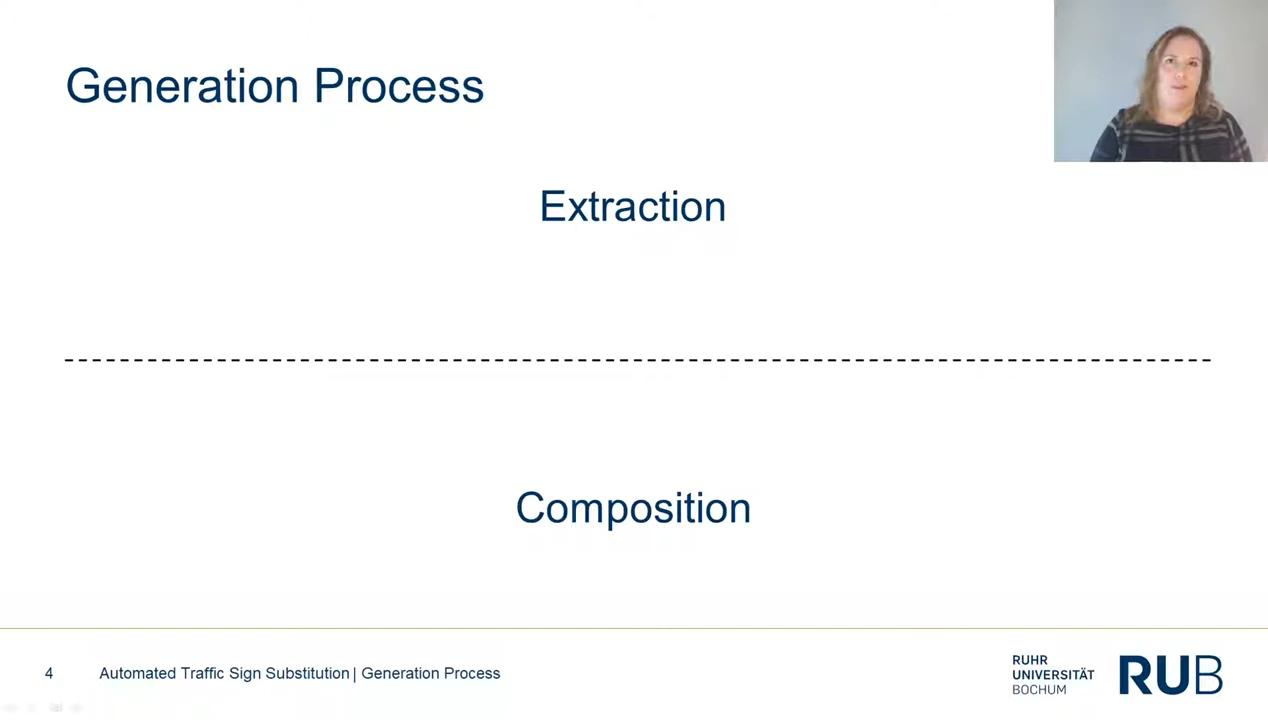 Generation Process
Extraction
Composition
4 Automated Traffic Sign Substitution | Generation Process
RUHR
UNIVERSITÄT
BOCHUM
RUB